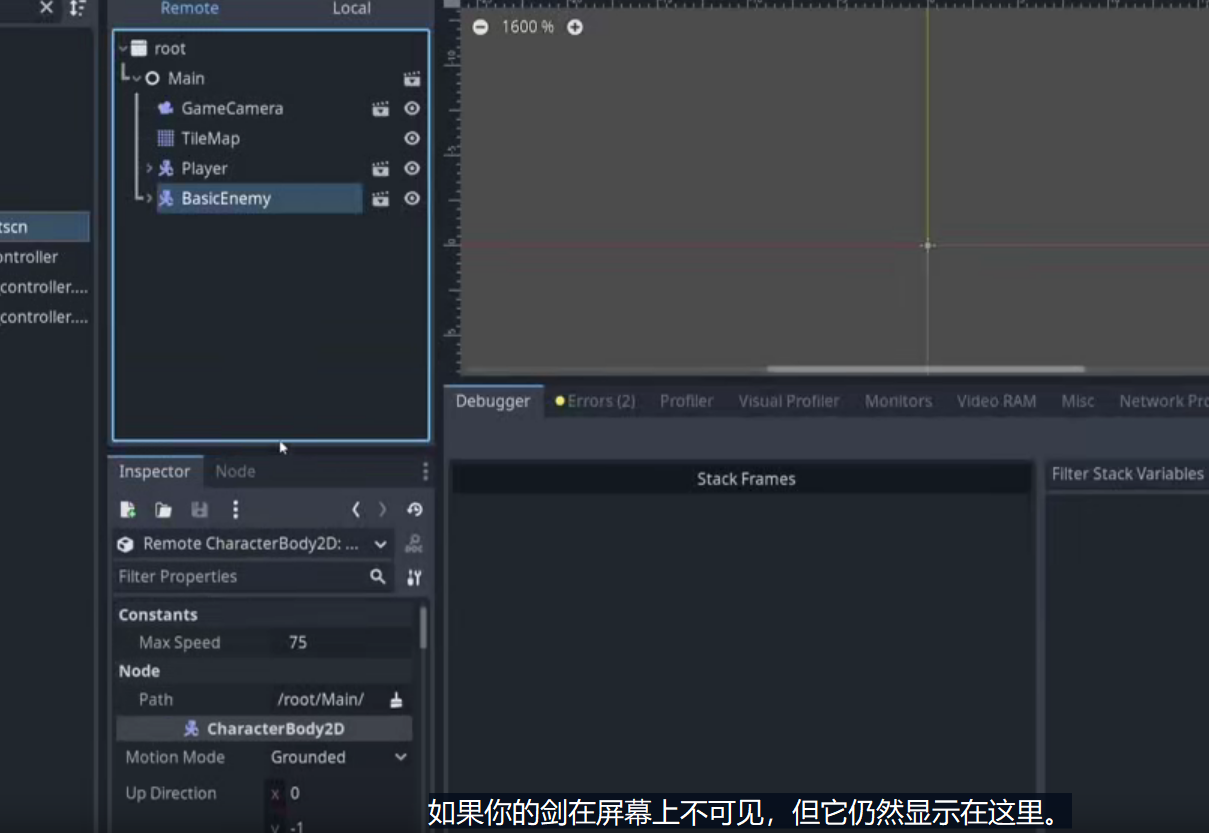 Remote Local
1600 %
root
Main
GameCamera
TileMap
Player
BasicEnemy
tscn
ontroller
controller....
controller....
Debugger Errors (2) Profiler Visual Profiler Monitors Video RAM Misc Network Pro
Inspector Node
Stack Frames
Filter Stack Variables
Remote CharacterBody2D: ...
Filter Properties
Constants
Max Speed 75
Node
Path /root/Main/
CharacterBody2D
Motion Mode Grounded
Up Direction x 0
y -1
如果你的剑在屏幕上不可见，但它仍然显示在这里。